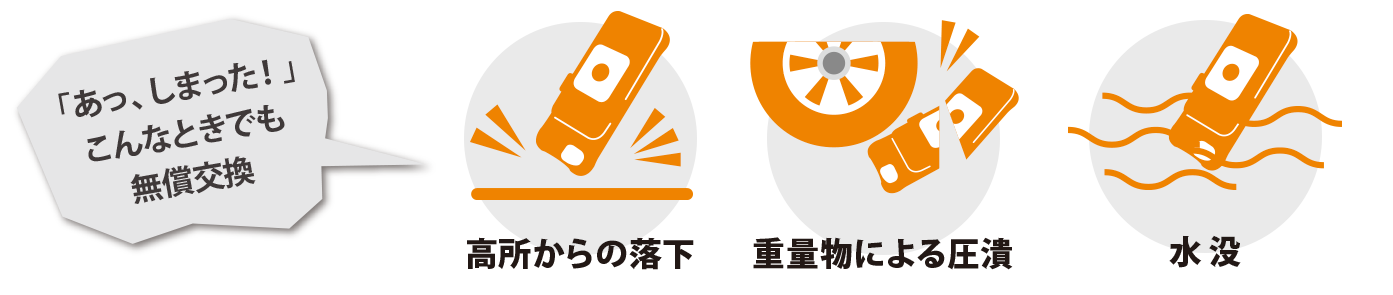 「あっ、しまった！」
こんなときでも
無償交換
高所からの落下
重量物による圧潰
水没